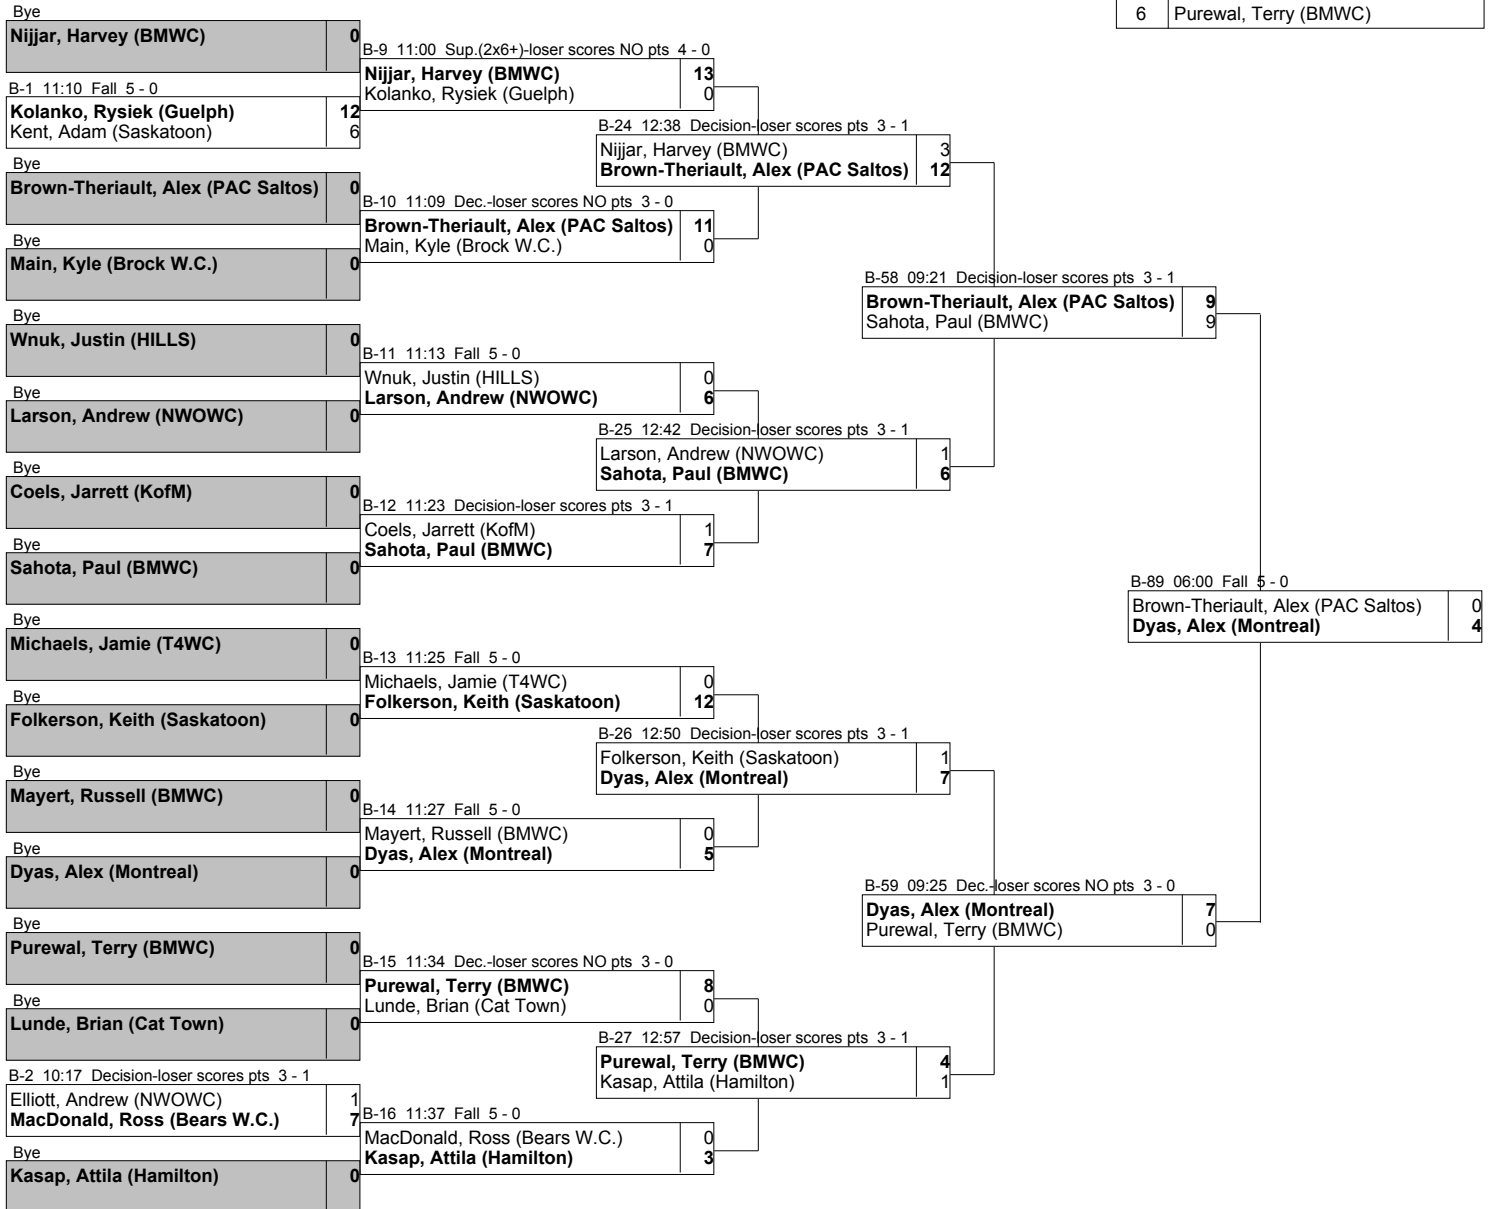 6 Purewal, Terry (BMWC)
Bye
Nijjar, Harvey (BMWC) 0
B-1 11:10 Fall 5 - 0
Kolanko, Rysiek (Guelph) 12
Kent, Adam (Saskatoon) 6
Bye
Brown-Theriault, Alex (PAC Saltos) 0
Bye
Main, Kyle (Brock W.C.) 0
Bye
Wnuk, Justin (HILLS) 0
Bye
Larson, Andrew (NWOWC) 0
Bye
Coels, Jarrett (KofM) 0
Bye
Sahota, Paul (BMWC) 0
Bye
Michaels, Jamie (T4WC) 0
Bye
Folkerson, Keith (Saskatoon) 0
Bye
Mayert, Russell (BMWC) 0
Bye
Dyas, Alex (Montreal) 0
Bye
Purewal, Terry (BMWC) 0
Bye
Lunde, Brian (Cat Town) 0
B-2 10:17 Decision-loser scores pts 3 - 1
Elliott, Andrew (NWOWC) 1
MacDonald, Ross (Bears W.C.) 7
Bye
Kasap, Attila (Hamilton) 0
B-9 11:00 Sup.(2x6+)-loser scores NO pts 4 - 0
Nijjar, Harvey (BMWC) 13
Kolanko, Rysiek (Guelph) 0
B-10 11:09 Dec.-loser scores NO pts 3 - 0
Brown-Theriault, Alex (PAC Saltos) 11
Main, Kyle (Brock W.C.) 0
B-11 11:13 Fall 5 - 0
Wnuk, Justin (HILLS) 0
Larson, Andrew (NWOWC) 6
B-12 11:23 Decision-loser scores pts 3 - 1
Coels, Jarrett (KofM) 1
Sahota, Paul (BMWC) 7
B-13 11:25 Fall 5 - 0
Michaels, Jamie (T4WC) 0
Folkerson, Keith (Saskatoon) 12
B-14 11:27 Fall 5 - 0
Mayert, Russell (BMWC) 0
Dyas, Alex (Montreal) 5
B-15 11:34 Dec.-loser scores NO pts 3 - 0
Purewal, Terry (BMWC) 8
Lunde, Brian (Cat Town) 0
B-16 11:37 Fall 5 - 0
MacDonald, Ross (Bears W.C.) 0
Kasap, Attila (Hamilton) 3
B-24 12:38 Decision-loser scores pts 3 - 1
Nijjar, Harvey (BMWC) 3
Brown-Theriault, Alex (PAC Saltos) 12
B-25 12:42 Decision-loser scores pts 3 - 1
Larson, Andrew (NWOWC) 1
Sahota, Paul (BMWC) 6
B-26 12:50 Decision-loser scores pts 3 - 1
Folkerson, Keith (Saskatoon) 1
Dyas, Alex (Montreal) 7
B-27 12:57 Decision-loser scores pts 3 - 1
Purewal, Terry (BMWC) 4
Kasap, Attila (Hamilton) 1
B-58 09:21 Decision-loser scores pts 3 - 1
Brown-Theriault, Alex (PAC Saltos) 9
Sahota, Paul (BMWC) 9
B-59 09:25 Dec.-loser scores NO pts 3 - 0
Dyas, Alex (Montreal) 7
Purewal, Terry (BMWC) 0
B-89 06:00 Fall 5 - 0
Brown-Theriault, Alex (PAC Saltos) 0
Dyas, Alex (Montreal) 4